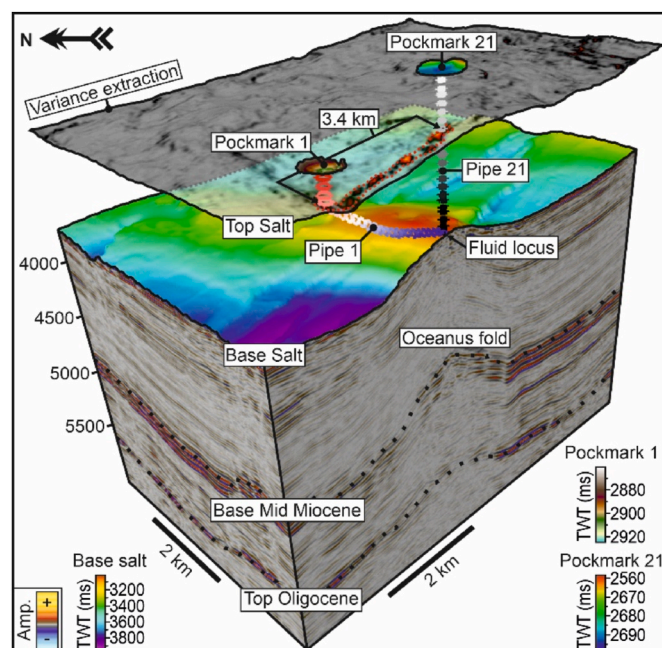 N
Pockmark 21
Variance extraction
3.4 km
Pockmark 1
Pipe 21
Top Salt
Pipe 1
Fluid locus
4000
4500
5000
5500
Base Salt
Oceanus fold
Base Mid Miocene
Top Oligocene
2 km
2 km
Amp.
+
-
Base salt
TWT (ms)
3200
3400
3600
3800
Pockmark 1
TWT (ms)
2880
2900
2920
Pockmark 21
TWT (ms)
2560
2670
2680
2690